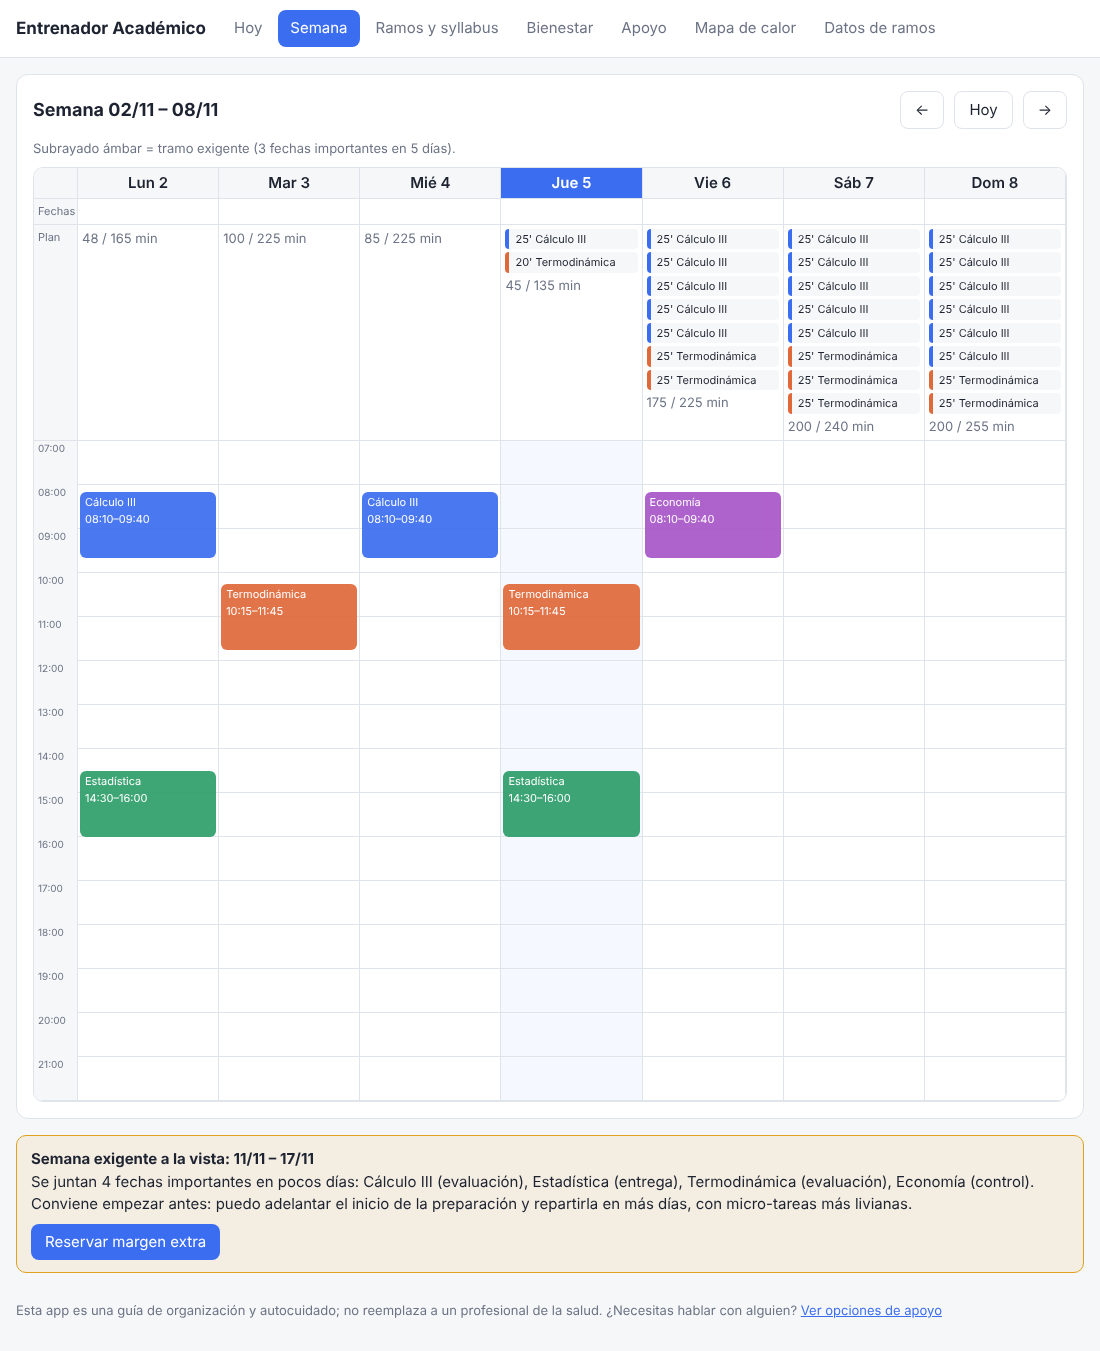 Entrenador Académico Hoy Semana Ramos y syllabus Bienestar Apoyo Mapa de calor Datos de ramos
Semana 02/11 – 08/11 ← Hoy →
Subrayado ámbar = tramo exigente (3 fechas importantes en 5 días).
Lun 2 Mar 3 Mié 4 Jue 5 Vie 6 Sáb 7 Dom 8
Fechas
Plan
48 / 165 min
100 / 225 min
85 / 225 min
25' Cálculo III
20' Termodinámica
45 / 135 min
25' Cálculo III
25' Cálculo III
25' Cálculo III
25' Cálculo III
25' Cálculo III
25' Termodinámica
25' Termodinámica
175 / 225 min
25' Cálculo III
25' Cálculo III
25' Cálculo III
25' Cálculo III
25' Cálculo III
25' Termodinámica
25' Termodinámica
25' Termodinámica
200 / 240 min
25' Cálculo III
25' Cálculo III
25' Cálculo III
25' Cálculo III
25' Cálculo III
25' Cálculo III
25' Termodinámica
25' Termodinámica
200 / 255 min
07:00
08:00
09:00
10:00
11:00
12:00
13:00
14:00
15:00
16:00
17:00
18:00
19:00
20:00
21:00
Cálculo III
08:10–09:40
Estadística
14:30–16:00
Termodinámica
10:15–11:45
Cálculo III
08:10–09:40
Termodinámica
10:15–11:45
Estadística
14:30–16:00
Economía
08:10–09:40
Semana exigente a la vista: 11/11 – 17/11
Se juntan 4 fechas importantes en pocos días: Cálculo III (evaluación), Estadística (entrega), Termodinámica (evaluación), Economía (control).
Conviene empezar antes: puedo adelantar el inicio de la preparación y repartirla en más días, con micro-tareas más livianas.
Reservar margen extra
Esta app es una guía de organización y autocuidado; no reemplaza a un profesional de la salud. ¿Necesitas hablar con alguien? Ver opciones de apoyo